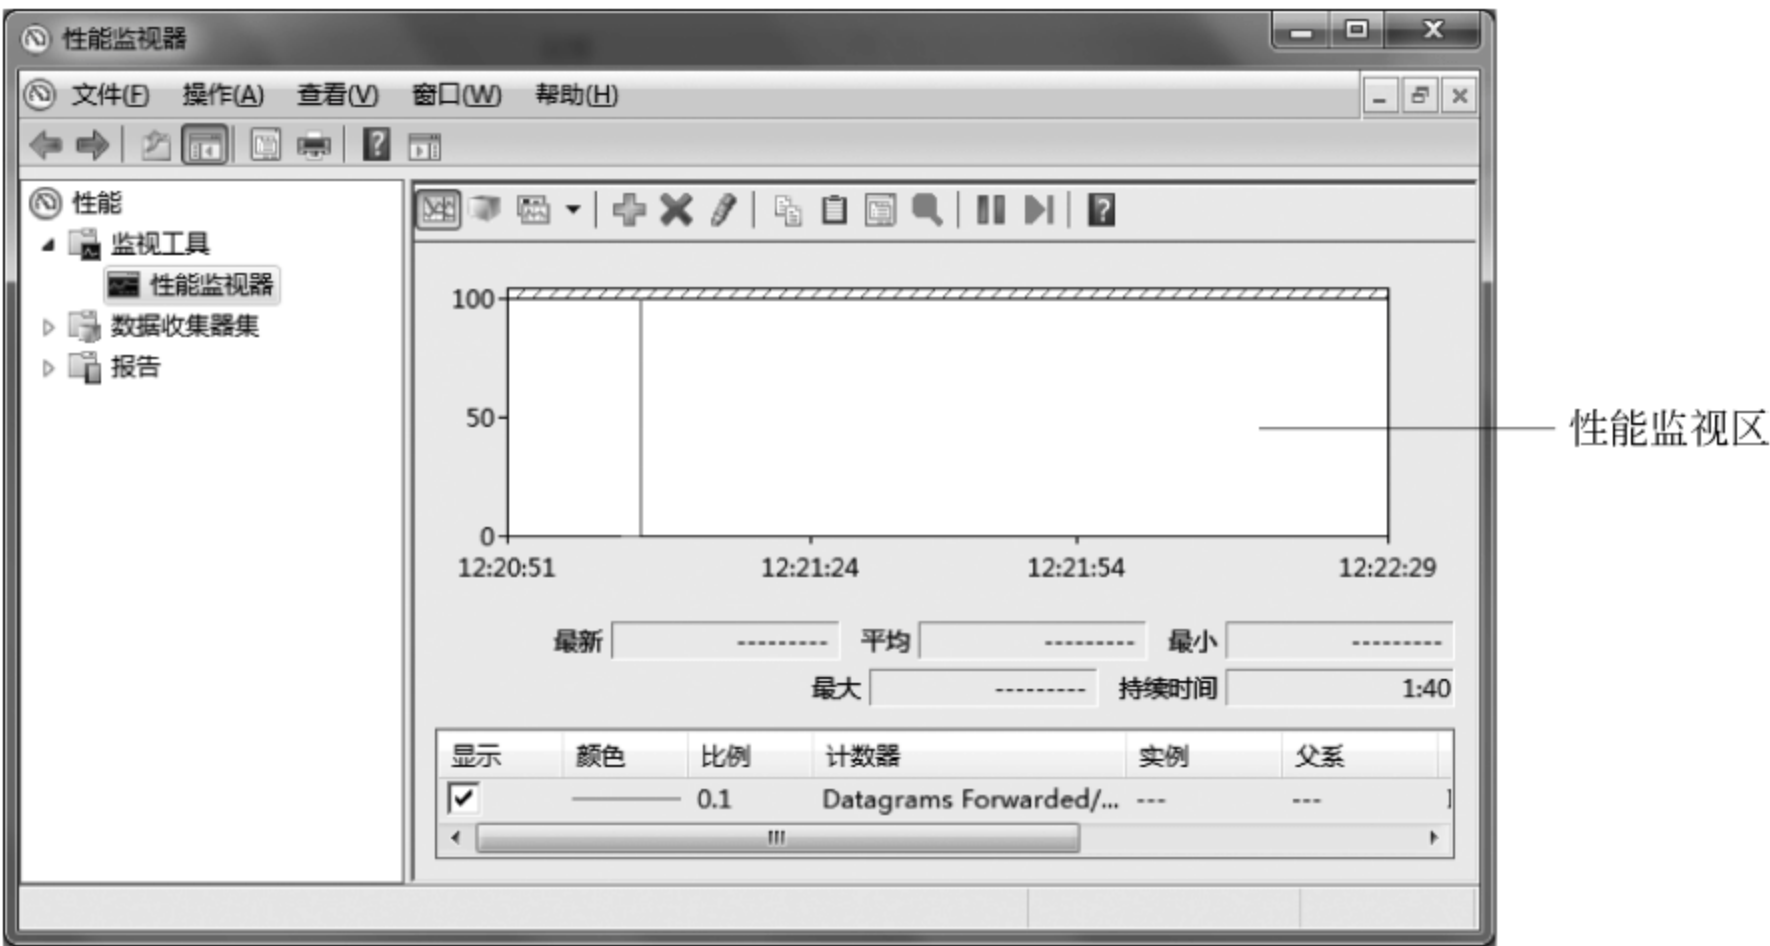 性能监视器
文件(F) 操作(A) 查看(V) 窗口(W) 帮助(H)
性能
监视工具
性能监视器
数据收集器集
报告
100
50
0
12:20:51 12:21:24 12:21:54 12:22:29
性能监视区
最新 --------- 平均 --------- 最小 ---------
最大 --------- 持续时间 1:40
显示 颜色 比例 计数器 实例 父系
0.1 Datagrams Forwarded/... --- ---